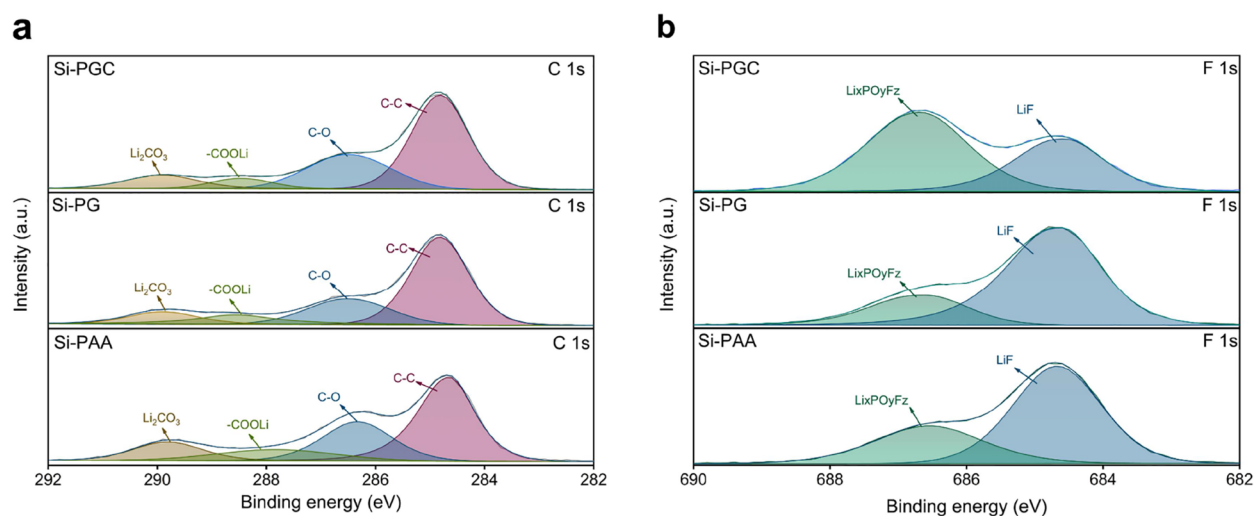 a
Si-PGC
C 1s
C-C
C-O
Li₂CO₃
-COOLi
Si-PG
C 1s
C-C
C-O
Li₂CO₃
-COOLi
Si-PAA
C 1s
C-C
C-O
Li₂CO₃
-COOLi
Intensity (a.u.)
292 290 288 286 284 282
Binding energy (eV)
b
Si-PGC
F 1s
LixPOyFz
LiF
Si-PG
F 1s
LiF
LixPOyFz
Si-PAA
F 1s
LiF
LixPOyFz
Intensity (a.u.)
690 688 686 684 682
Binding energy (eV)